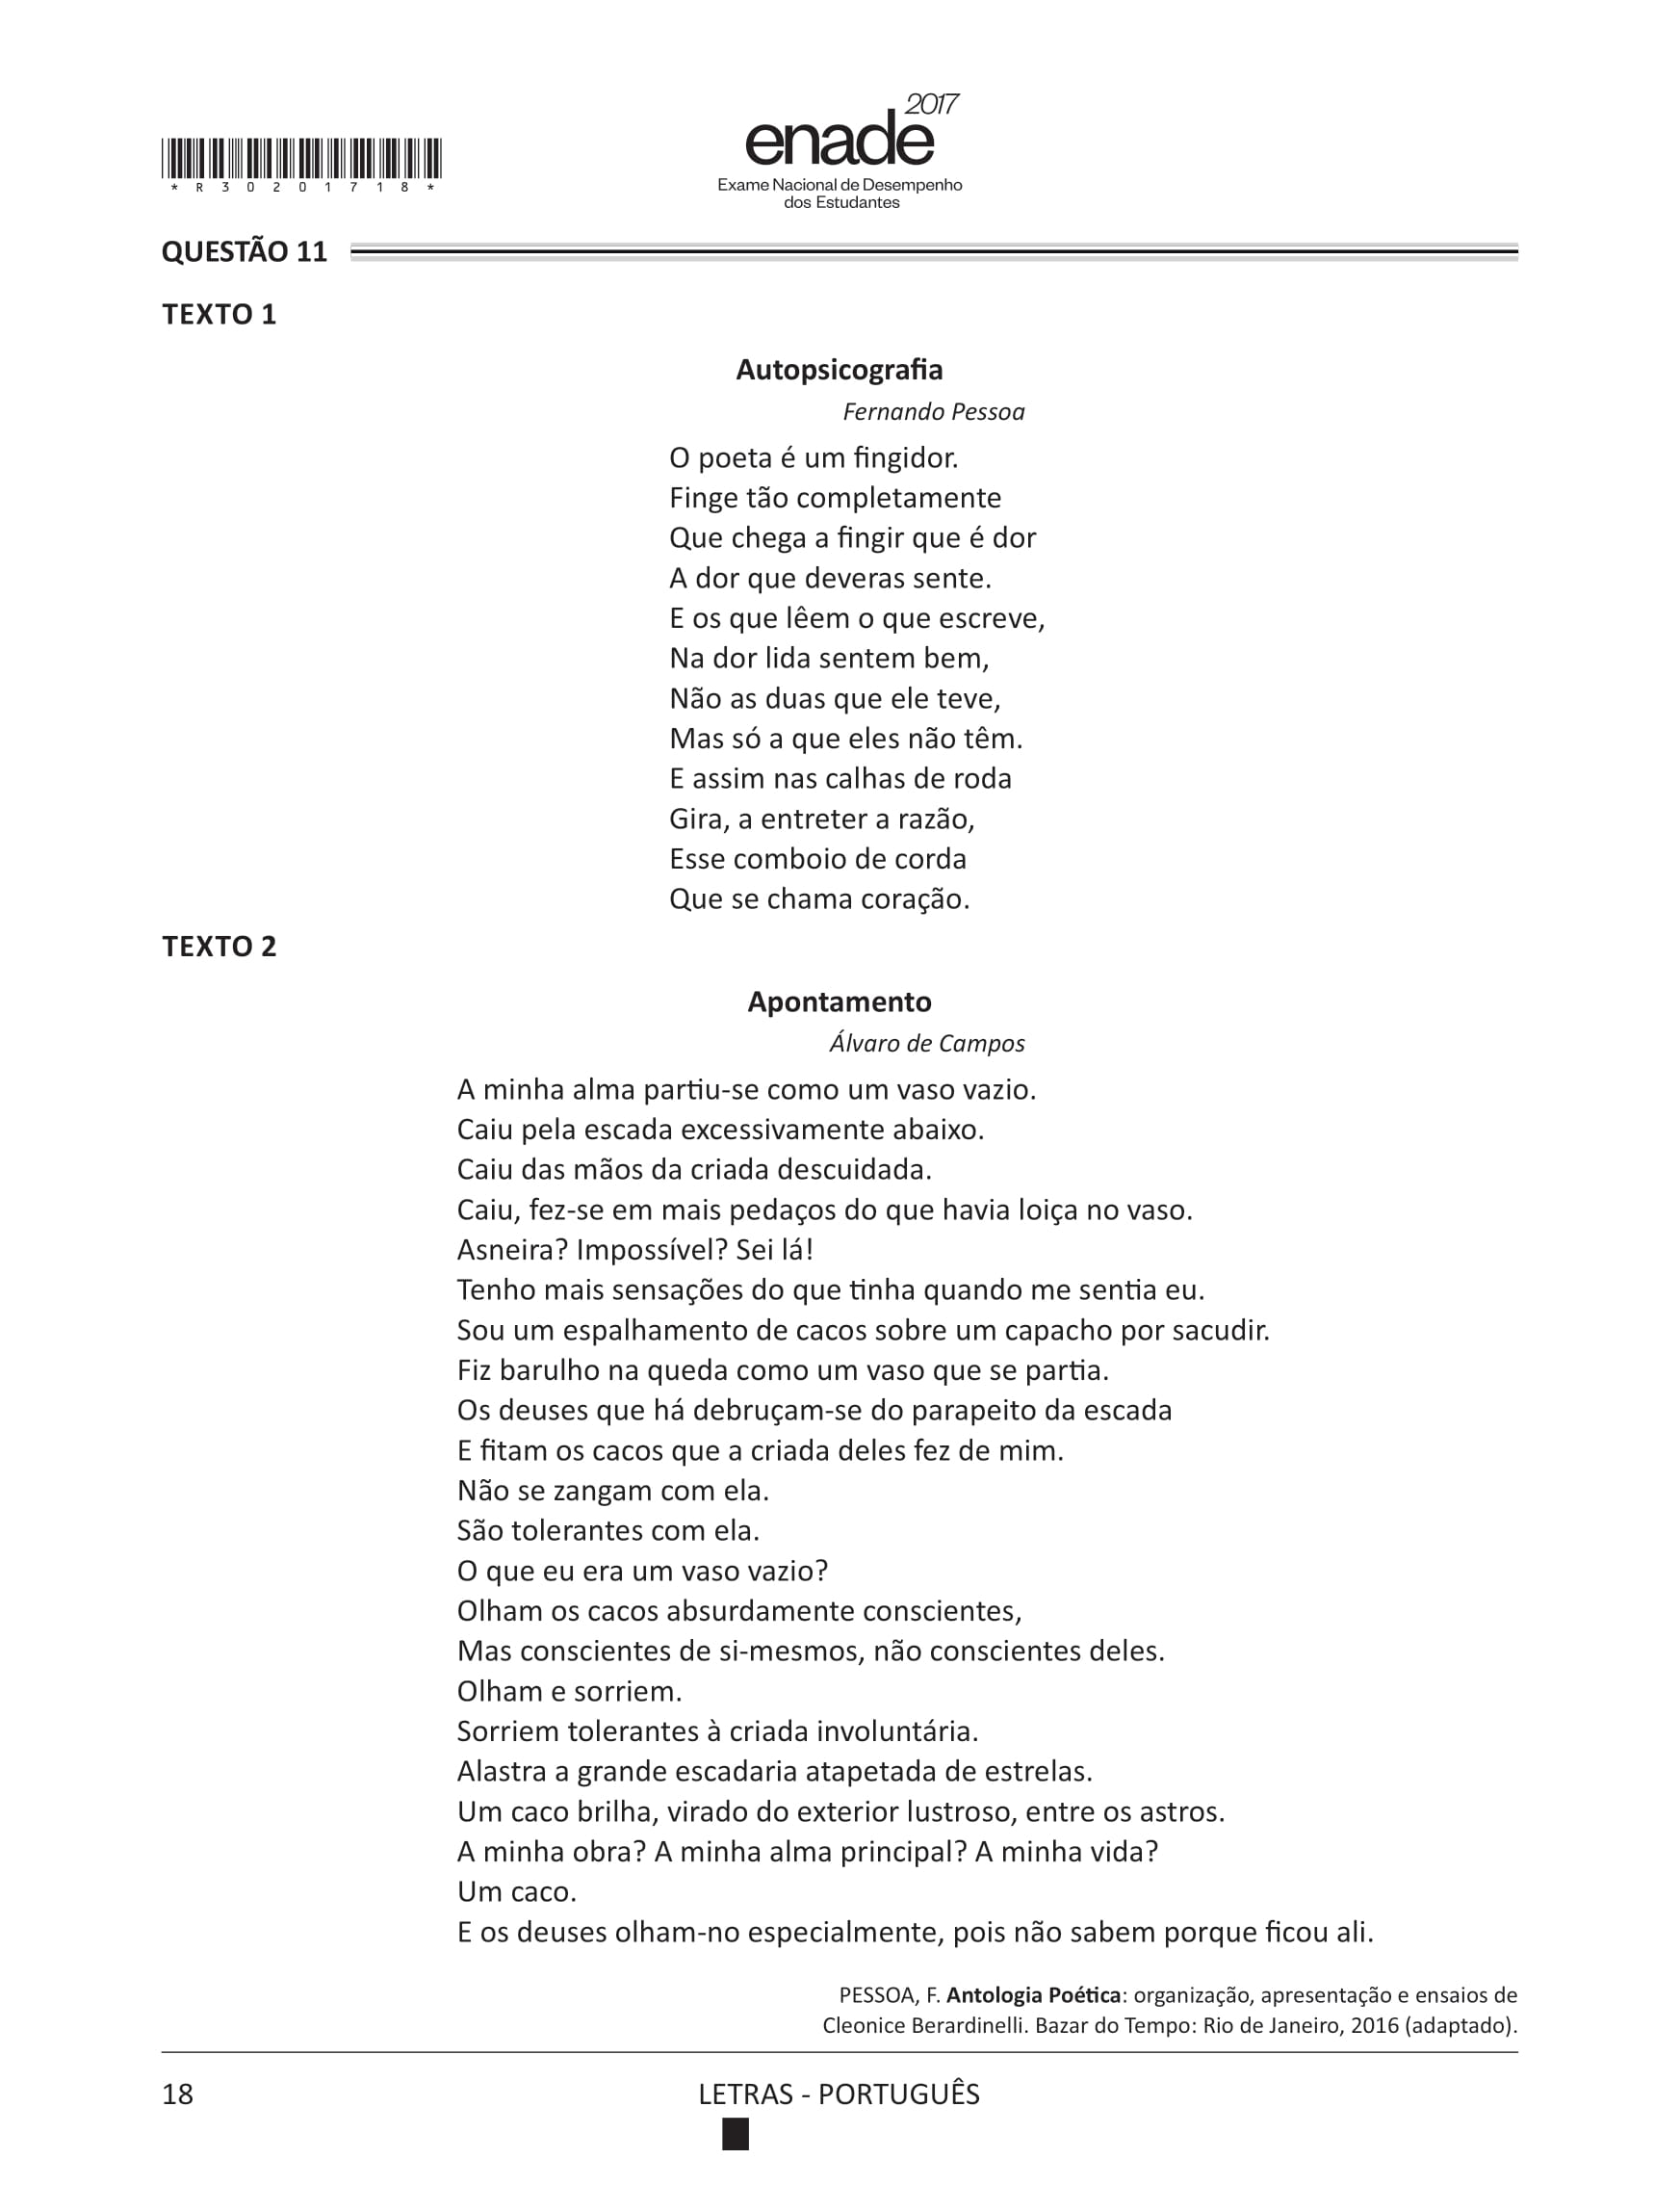 2017
enade
Exame Nacional de Desempenho
dos Estudantes
*R30201718*
QUESTÃO 11
TEXTO 1
Autopsicografia
Fernando Pessoa
O poeta é um fingidor.
Finge tão completamente
Que chega a fingir que é dor
A dor que deveras sente.
E os que lêem o que escreve,
Na dor lida sentem bem,
Não as duas que ele teve,
Mas só a que eles não têm.
E assim nas calhas de roda
Gira, a entreter a razão,
Esse comboio de corda
Que se chama coração.
TEXTO 2
Apontamento
Álvaro de Campos
A minha alma partiu-se como um vaso vazio.
Caiu pela escada excessivamente abaixo.
Caiu das mãos da criada descuidada.
Caiu, fez-se em mais pedaços do que havia loiça no vaso.
Asneira? Impossível? Sei lá!
Tenho mais sensações do que tinha quando me sentia eu.
Sou um espalhamento de cacos sobre um capacho por sacudir.
Fiz barulho na queda como um vaso que se partia.
Os deuses que há debruçam-se do parapeito da escada
E fitam os cacos que a criada deles fez de mim.
Não se zangam com ela.
São tolerantes com ela.
O que eu era um vaso vazio?
Olham os cacos absurdamente conscientes,
Mas conscientes de si-mesmos, não conscientes deles.
Olham e sorriem.
Sorriem tolerantes à criada involuntária.
Alastra a grande escadaria atapetada de estrelas.
Um caco brilha, virado do exterior lustroso, entre os astros.
A minha obra? A minha alma principal? A minha vida?
Um caco.
E os deuses olham-no especialmente, pois não sabem porque ficou ali.
PESSOA, F. Antologia Poética: organização, apresentação e ensaios de
Cleonice Berardinelli. Bazar do Tempo: Rio de Janeiro, 2016 (adaptado).
18
LETRAS - PORTUGUÊS